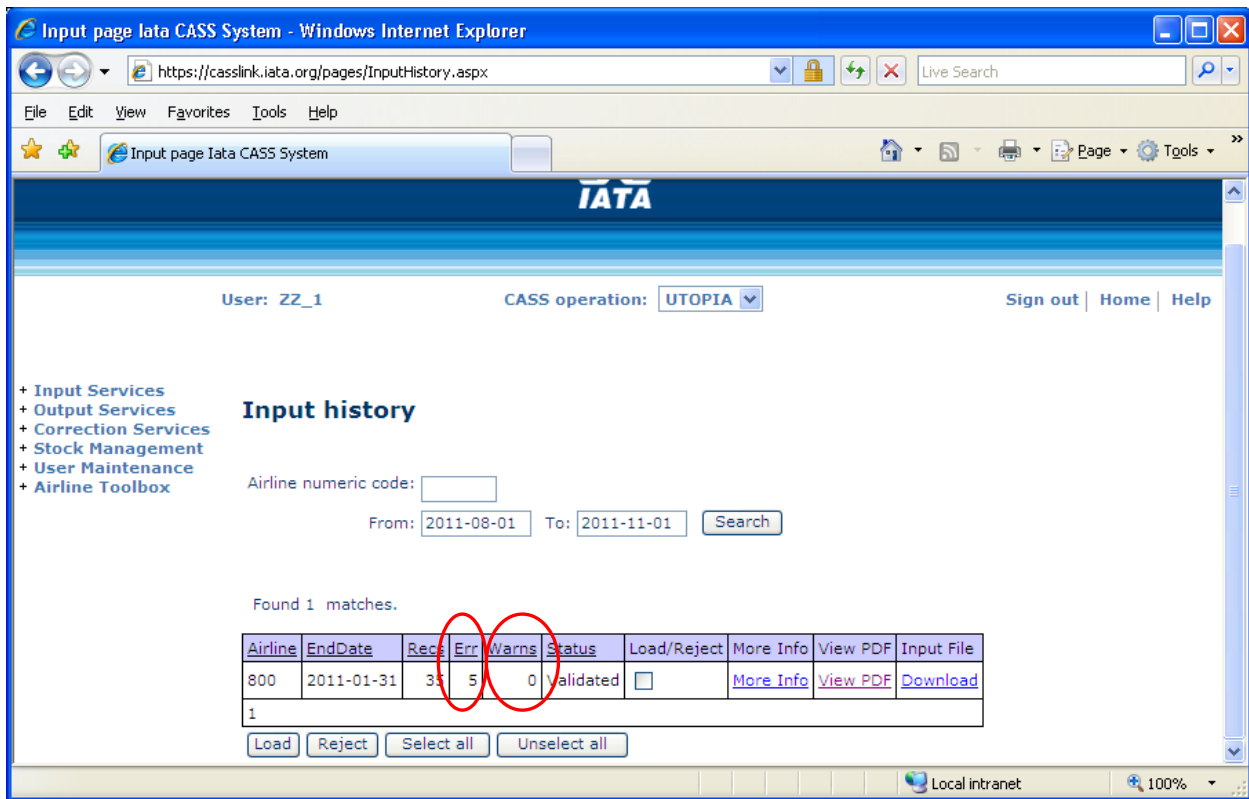 Input page Iata CASS System - Windows Internet Explorer
https://casslink.iata.org/pages/InputHistory.aspx
Live Search
File Edit View Favorites Tools Help
Input page Iata CASS System
Page Tools »
IATA
User: ZZ_1 CASS operation: UTOPIA Sign out | Home | Help
+ Input Services
+ Output Services
+ Correction Services
+ Stock Management
+ User Maintenance
+ Airline Toolbox
Input history
Airline numeric code:
From: 2011-08-01 To: 2011-11-01 Search
Found 1 matches.
Airline EndDate Recs Err Warns Status Load/Reject More Info View PDF Input File
800 2011-01-31 35 5 0 Validated More Info View PDF Download
1
Load Reject Select all Unselect all
Local intranet 100%